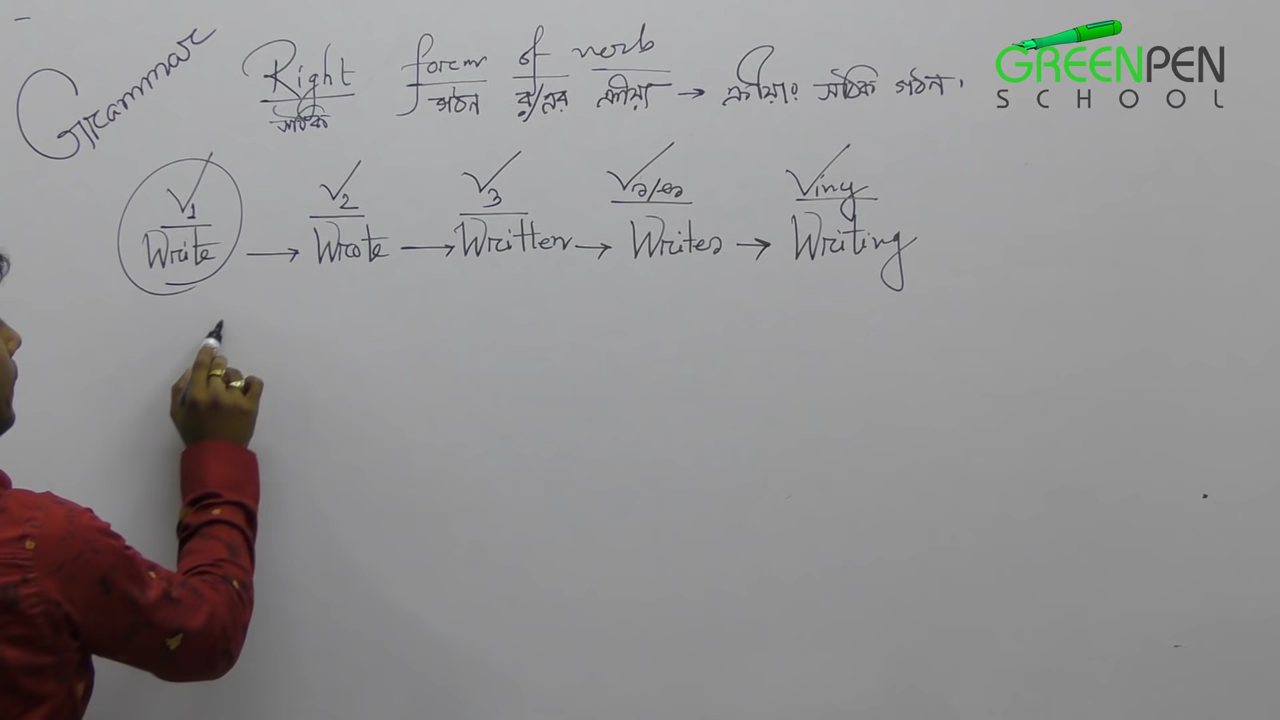 Grammar
Right form of verb
সঠিক গঠন র/এর ক্রীয়া → ক্রীয়ার সঠিক গঠন।
V1 V2 V3 Vs/es Ving
Write → Wrote → Written → Writes → Writing
GREENPEN
SCHOOL